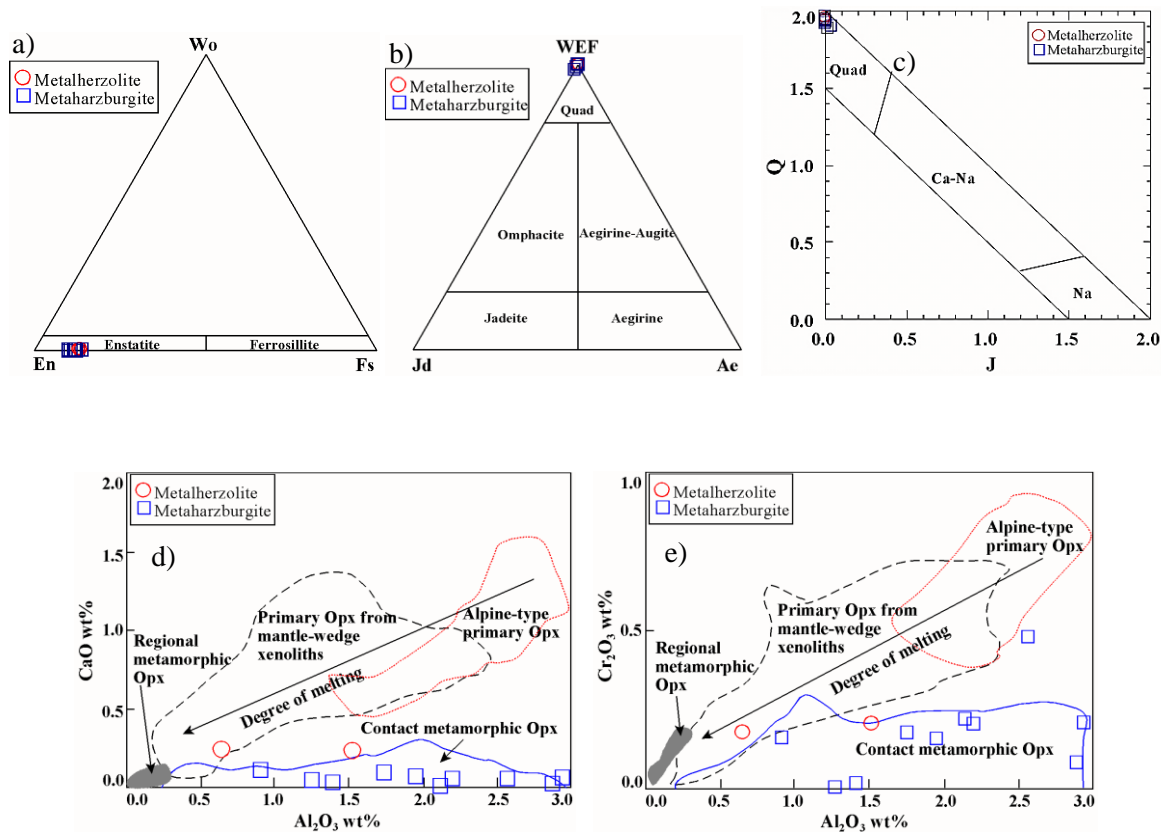 a)
Wo
Metalherzolite
Metaharzburgite
Enstatite
Ferrosillite
En
Fs
b)
WEF
Metalherzolite
Metaharzburgite
Quad
Omphacite
Aegirine-Augite
Jadeite
Aegirine
Jd
Ae
c)
Metalherzolite
Metaharzburgite
2.0
Quad
1.5
Q
1.0
Ca-Na
0.5
Na
0.0
0.0
0.5
1.0
1.5
2.0
J
d)
Metalherzolite
Metaharzburgite
2.0
1.5
CaO wt%
1.0
0.5
0.0
Alpine-type
primary Opx
Primary Opx from
mantle-wedge
xenoliths
Regional
metamorphic
Opx
Degree of melting
Contact metamorphic Opx
0.0
0.5
1.0
1.5
2.0
2.5
3.0
Al2O3 wt%
e)
Metalherzolite
Metaharzburgite
1.0
Cr2O3 wt%
0.5
0.0
Alpine-type
primary Opx
Primary Opx from
mantle-wedge
xenoliths
Regional
metamorphic
Opx
Degree of melting
Contact metamorphic Opx
0.0
0.5
1.0
1.5
2.0
2.5
3.0
Al2O3 wt%